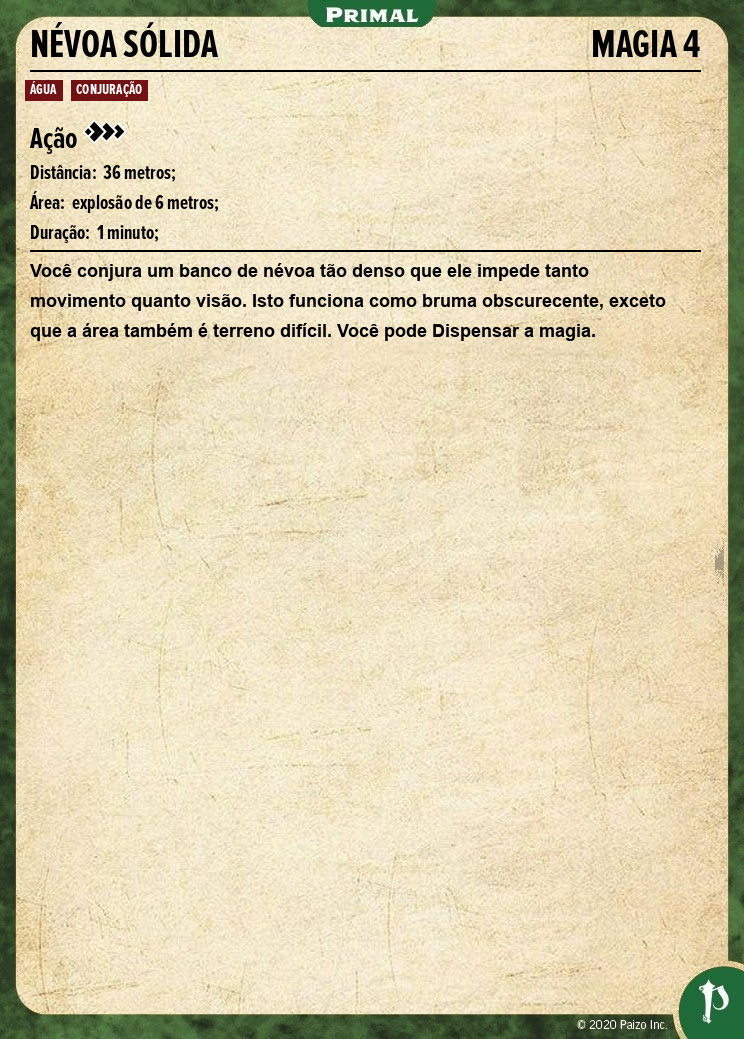 PRIMAL
NÉVOA SÓLIDA MAGIA 4
ÁGUA CONJURAÇÃO
Ação
Distância: 36 metros;
Área: explosão de 6 metros;
Duração: 1 minuto;
Você conjura um banco de névoa tão denso que ele impede tanto
movimento quanto visão. Isto funciona como bruma obscurecente, exceto
que a área também é terreno difícil. Você pode Dispensar a magia.
© 2020 Paizo Inc.